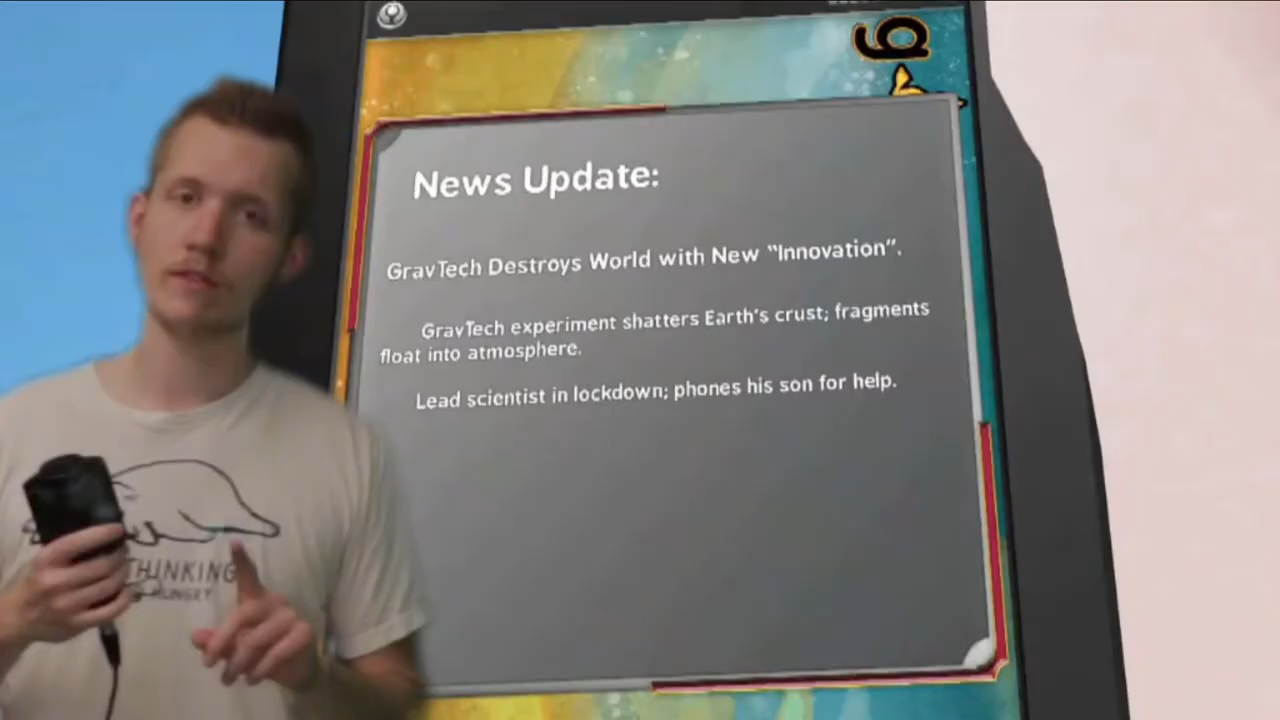 News Update:
GravTech Destroys World with New "Innovation".
GravTech experiment shatters Earth's crust; fragments
float into atmosphere.
Lead scientist in lockdown; phones his son for help.
THINKING
HUNGRY